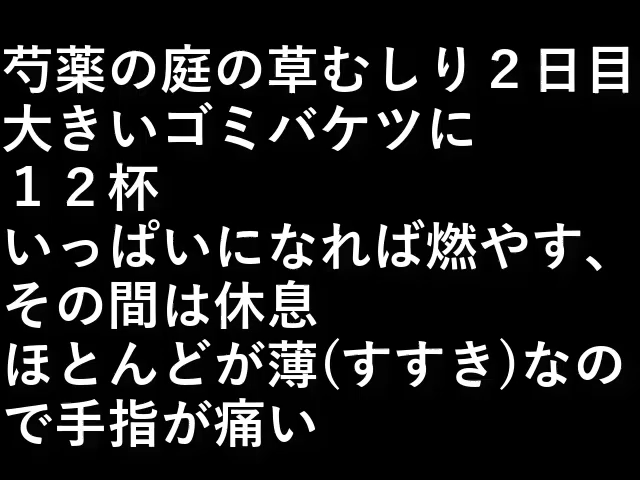 芍薬の庭の草むしり２日目
大きいゴミバケツに
１２杯
いっぱいになれば燃やす、
その間は休息
ほとんどが薄(すすき)なの
で手指が痛い